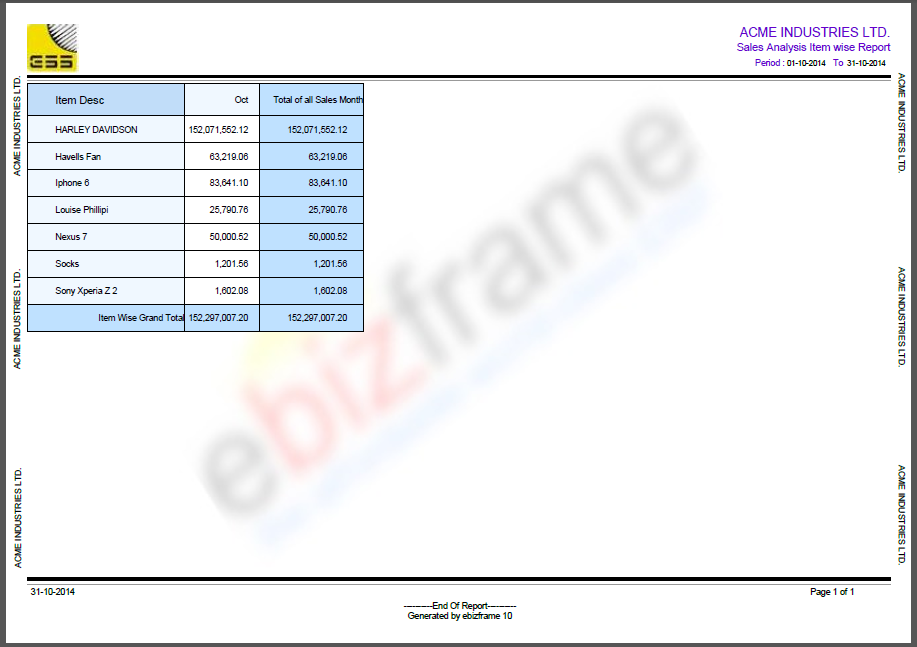 ESS
ACME INDUSTRIES LTD.
Sales Analysis Item wise Report
Period : 01-10-2014 To 31-10-2014
Item Desc Oct Total of all Sales Month
HARLEY DAVIDSON 152,071,552.12 152,071,552.12
Havells Fan 63,219.06 63,219.06
Iphone 6 83,641.10 83,641.10
Louise Phillipi 25,790.76 25,790.76
Nexus 7 50,000.52 50,000.52
Socks 1,201.56 1,201.56
Sony Xperia Z 2 1,602.08 1,602.08
Item Wise Grand Total 152,297,007.20 152,297,007.20
ACME INDUSTRIES LTD.
ACME INDUSTRIES LTD.
ACME INDUSTRIES LTD.
ACME INDUSTRIES LTD.
ACME INDUSTRIES LTD.
ACME INDUSTRIES LTD.
ebizframe
31-10-2014 Page 1 of 1
----------End Of Report----------
Generated by ebizframe 10